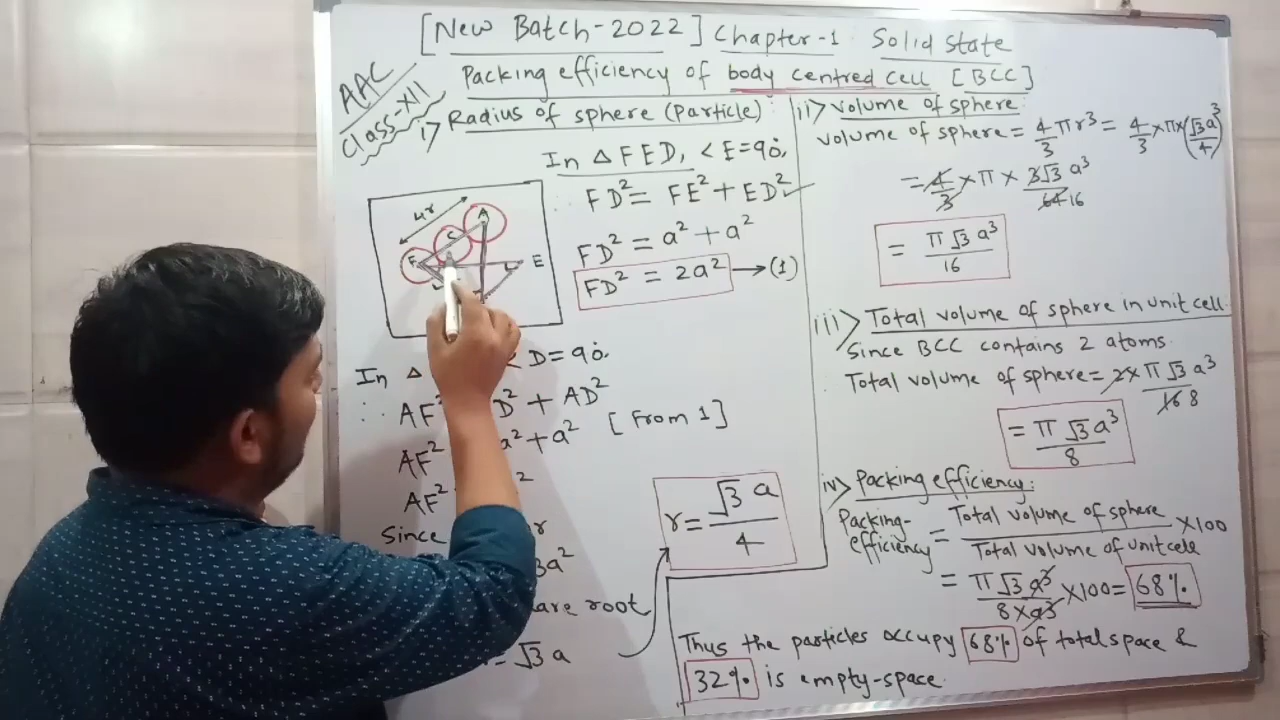 [New Batch-2022] Chapter-1 Solid State
AAC
Class-XII
Packing efficiency of body centred cell [BCC]
i) Radius of sphere (Particle)
In △ FED, <E=90°.
FD² = FE² + ED²
FD² = a² + a²
FD² = 2a² → (1)
4r
A
C
F
E
In △
< D=90°.
∴ AF²
D² + AD²
AF²
a² + a² [From 1]
AF²
2
Since
r
3a²
are root
= √3 a
r = √3 a / 4
ii) Volume of sphere:
Volume of sphere = 4/3 π r³ = 4/3 × π × (√3 a / 4)³
= 4/3 × π × 3√3 a³ / 64 16
= π √3 a³ / 16
iii) Total volume of sphere in unit cell.
Since BCC contains 2 atoms.
Total volume of sphere = 2 × π √3 a³ / 16 8
= π √3 a³ / 8
iv) Packing efficiency:
Packing-efficiency = Total volume of sphere / Total volume of unit cell × 100
= π √3 a³ / 8 × a³ × 100 = 68%
Thus the particles occupy 68% of total space &
32% is empty-space.